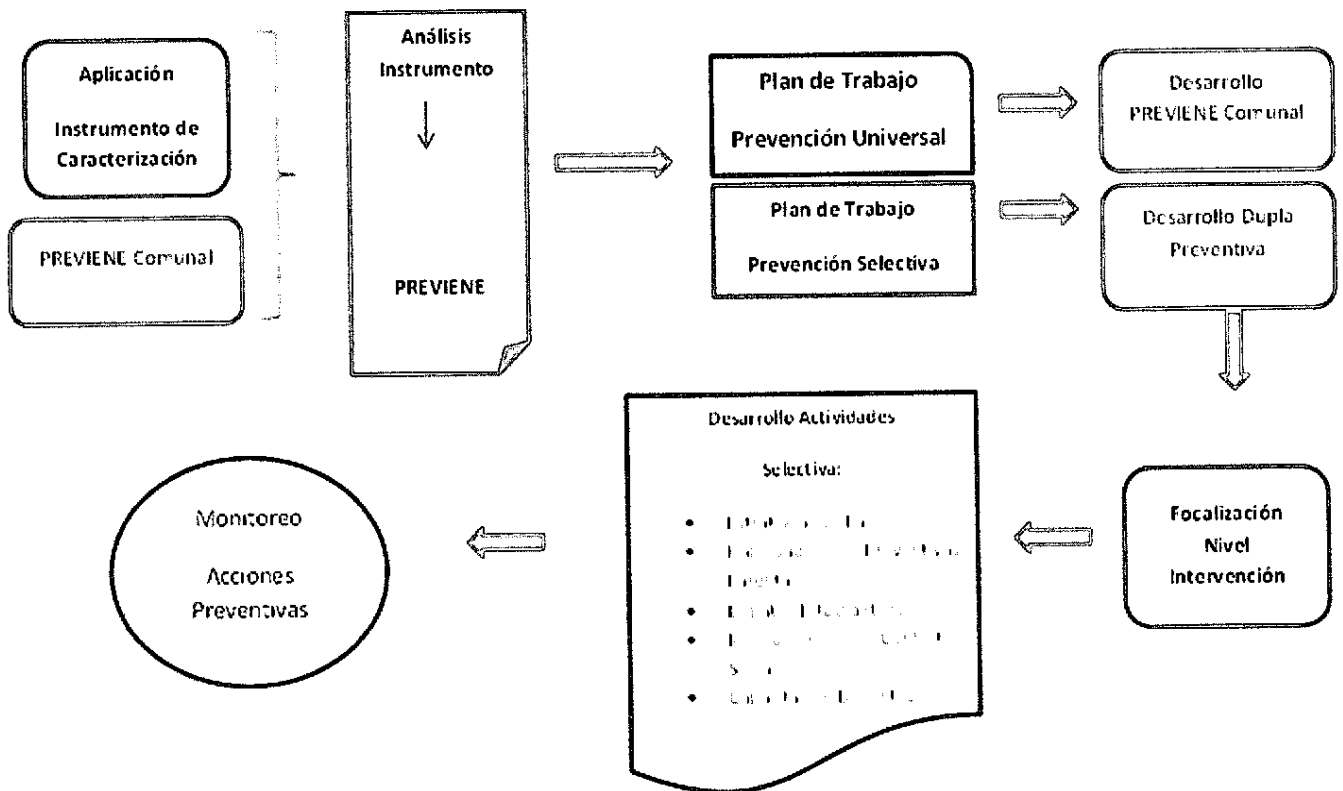 Aplicación
Instrumento de
Caracterización
PREVIENE Comunal
Análisis
Instrumento
PREVIENE
Plan de Trabajo
Prevención Universal
Plan de Trabajo
Prevención Selectiva
Desarrollo
PREVIENE Comunal
Desarrollo Dupla
Preventiva
Focalización
Nivel
Intervención
Desarrollo Actividades
Selectiva:
Monitoreo
Acciones
Preventivas